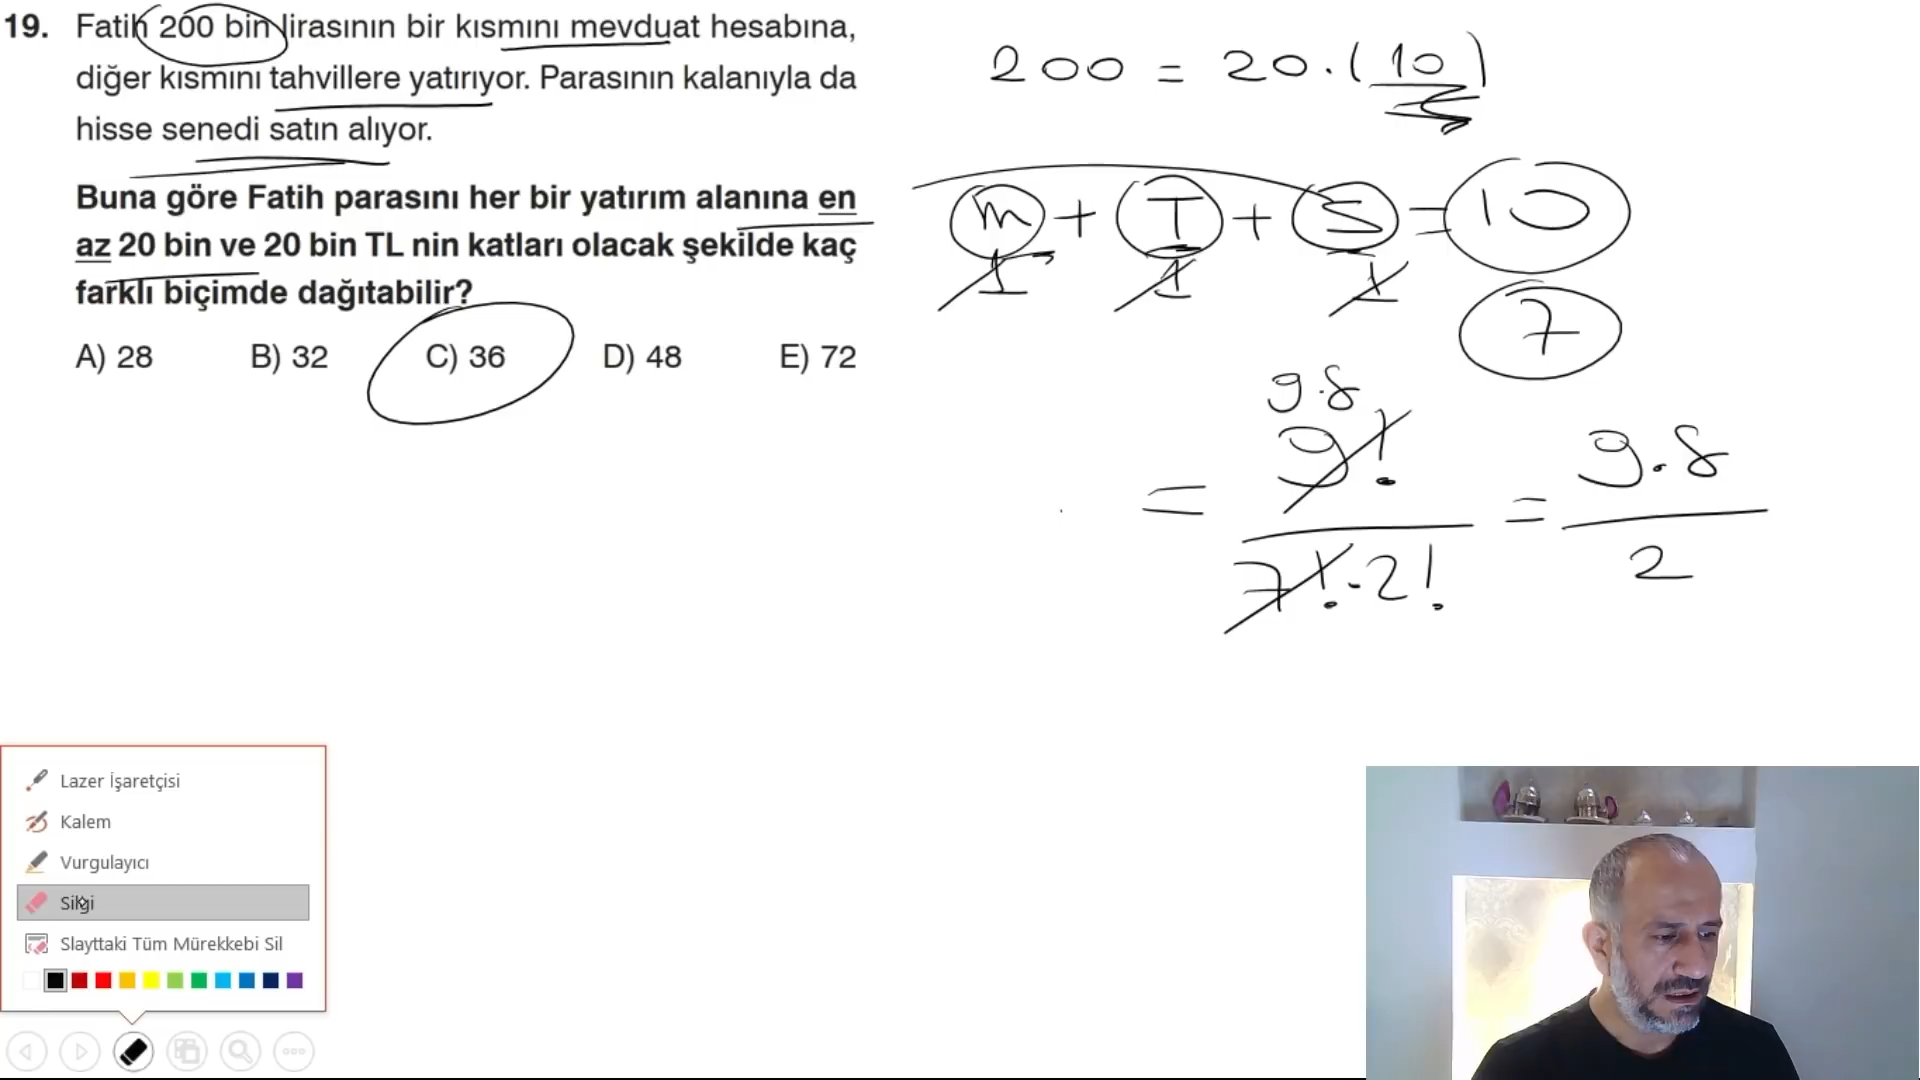 19. Fatih 200 bin lirasının bir kısmını mevduat hesabına,
diğer kısmını tahvillere yatırıyor. Parasının kalanıyla da
hisse senedi satın alıyor.
Buna göre Fatih parasını her bir yatırım alanına en
az 20 bin ve 20 bin TL nin katları olacak şekilde kaç
farklı biçimde dağıtabilir?
A) 28 B) 32 C) 36 D) 48 E) 72
200 = 20.(10)
m + T + S = 10
1 1 1 7
9.8
= 9! = 9.8
7!.2! 2
Lazer İşaretçisi
Kalem
Vurgulayıcı
Silgi
Slayttaki Tüm Mürekkebi Sil